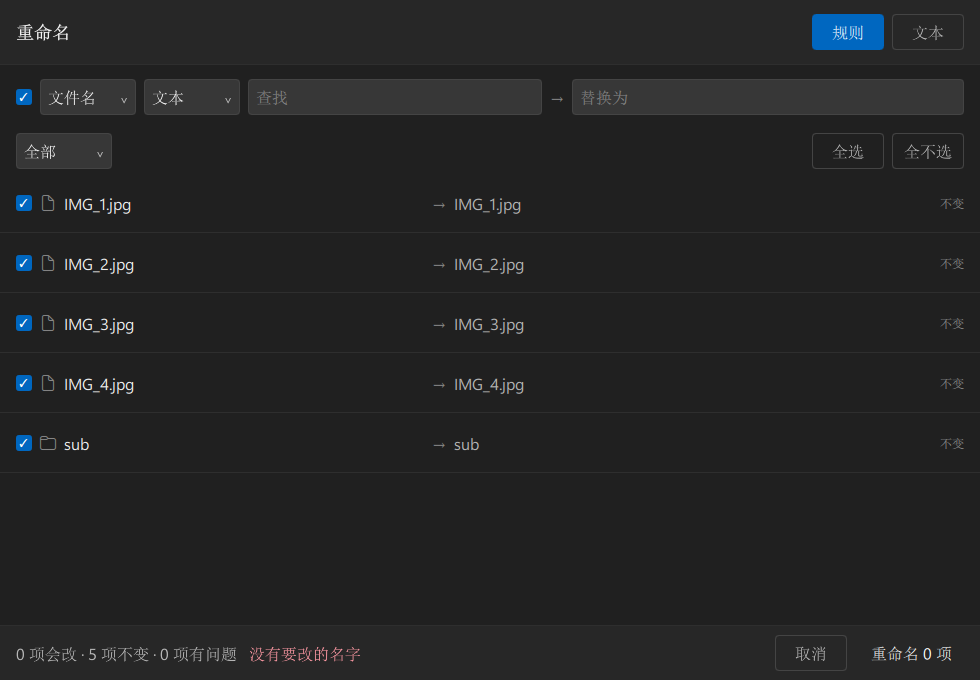 重命名 规则 文本
文件名 文本 查找 → 替换为
全部 全选 全不选
IMG_1.jpg → IMG_1.jpg 不变
IMG_2.jpg → IMG_2.jpg 不变
IMG_3.jpg → IMG_3.jpg 不变
IMG_4.jpg → IMG_4.jpg 不变
sub → sub 不变
0 项会改 · 5 项不变 · 0 项有问题 没有要改的名字 取消 重命名 0 项